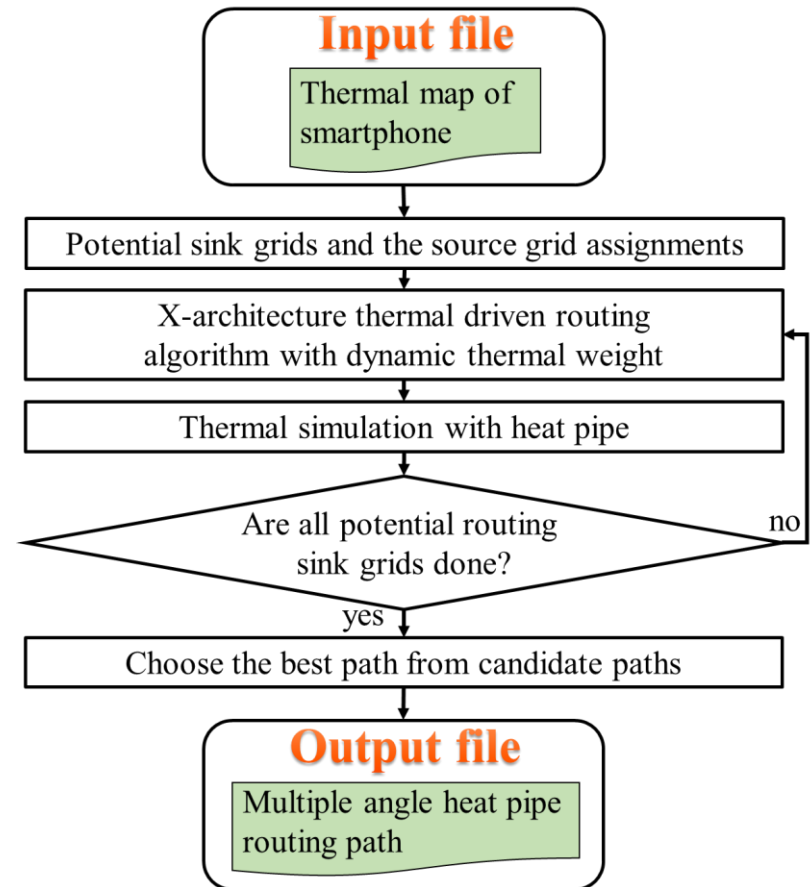 Input file
Thermal map of
smartphone
Potential sink grids and the source grid assignments
X-architecture thermal driven routing
algorithm with dynamic thermal weight
Thermal simulation with heat pipe
Are all potential routing
sink grids done?
no
yes
Choose the best path from candidate paths
Output file
Multiple angle heat pipe
routing path